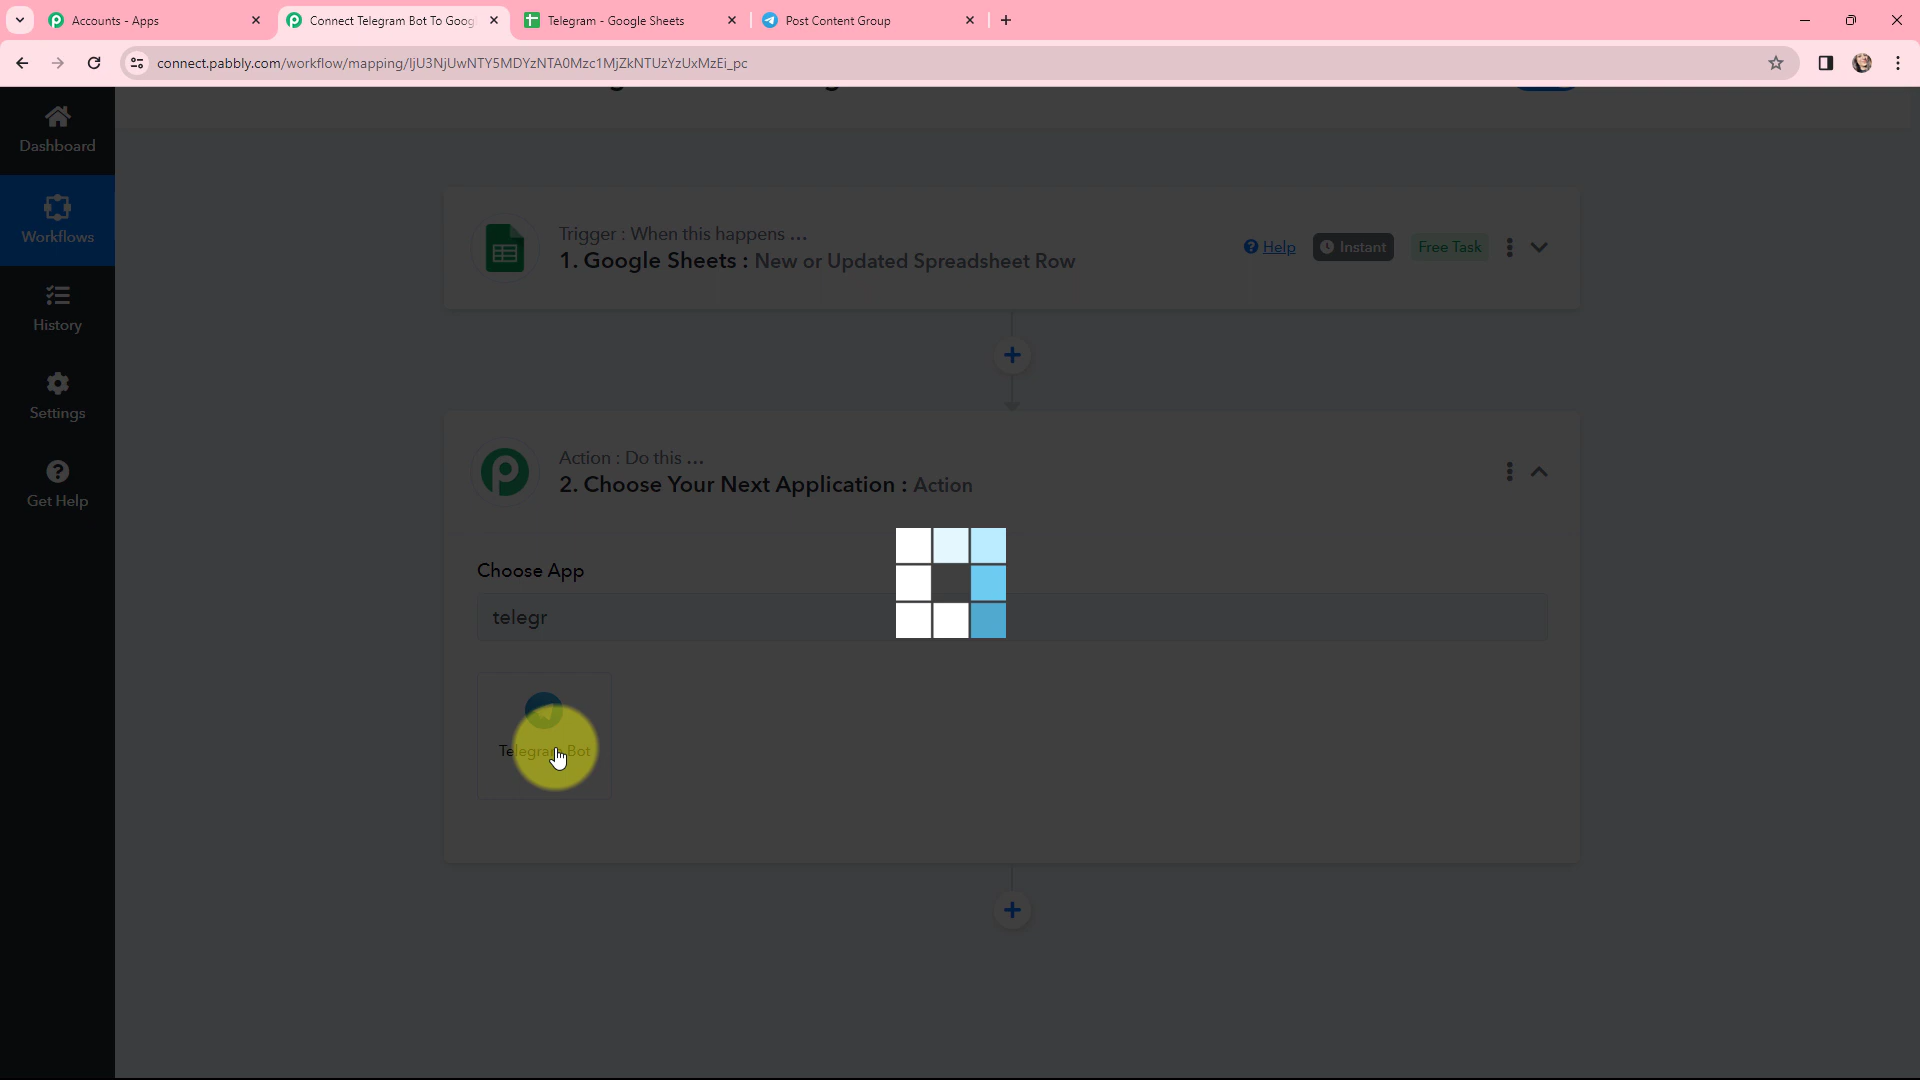 Accounts - Apps
Connect Telegram Bot To Goog
Telegram - Google Sheets
Post Content Group
connect.pabbly.com/workflow/mapping/IjU3NjUwNTY5MDYzNTA0Mzc1MjZkNTUzYzUxMzEi_pc
Dashboard
Workflows
History
Settings
Get Help
Trigger : When this happens ...
1. Google Sheets : New or Updated Spreadsheet Row
Help
Instant
Free Task
Action : Do this ...
2. Choose Your Next Application : Action
Choose App
telegr
Telegram Bot